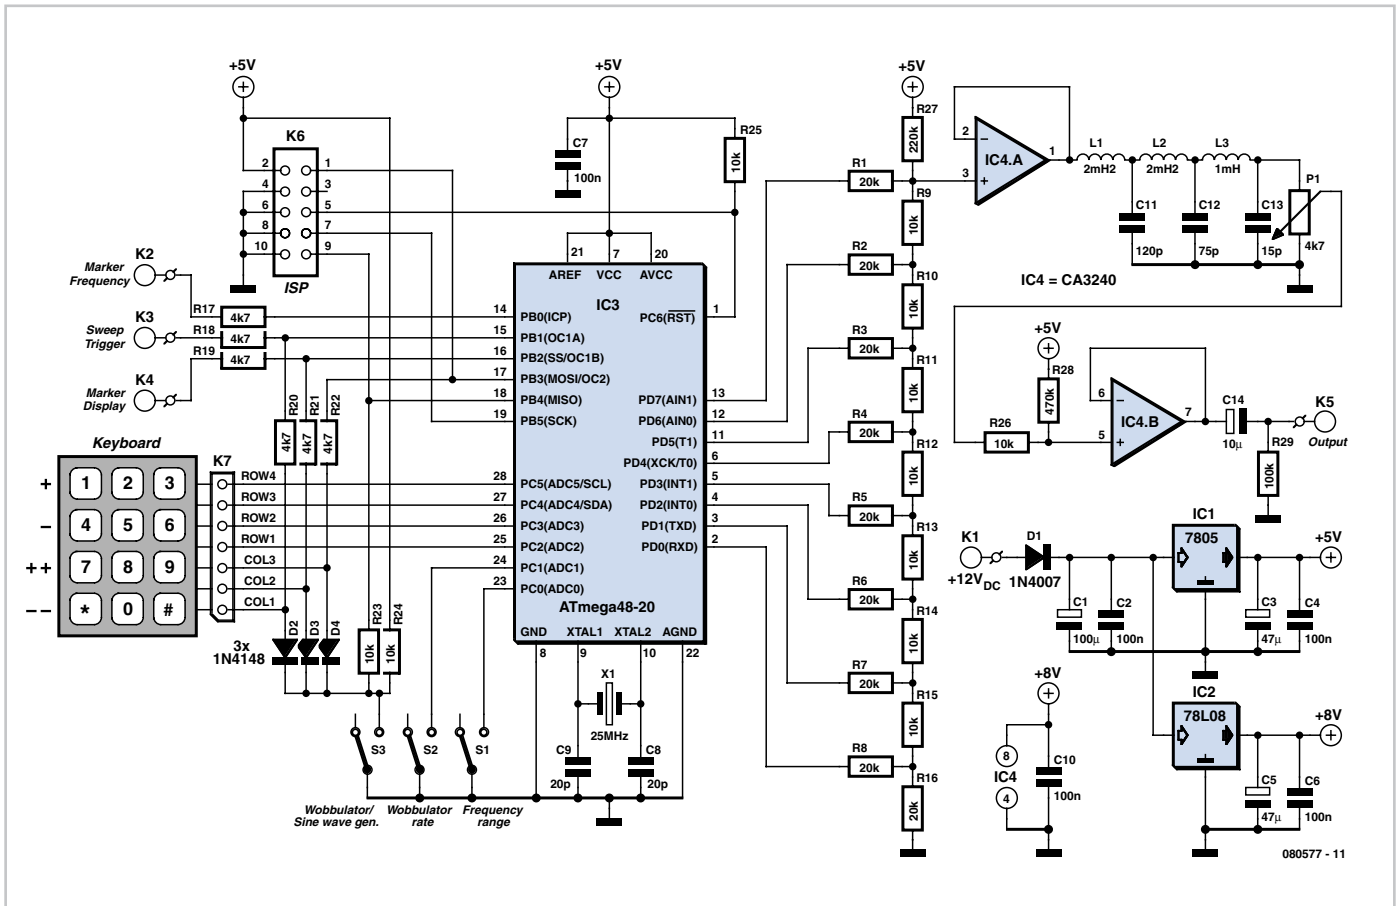 +5V
+5V
+5V
K6
2 1
4 3
6 5
8 7
10 9
ISP
C7
100n
R25
10k
R27
220k
R1
20k
R9
10k
R2
20k
R10
10k
R3
20k
R11
10k
R4
20k
R12
10k
R5
20k
R13
10k
R6
20k
R14
10k
R7
20k
R15
10k
R8
20k
R16
20k
2
3
1
IC4.A
L1
2mH2
L2
2mH2
L3
1mH
P1
4k7
C11
120p
C12
75p
C13
15p
IC4 = CA3240
K2
Marker
Frequency
K3
Sweep
Trigger
K4
Marker
Display
R17
4k7
R18
4k7
R19
4k7
R20
4k7
R21
4k7
R22
4k7
21 7 20
AREF VCC AVCC
IC3
14 PB0(ICP)
15 PB1(OC1A)
16 PB2(SS/OC1B)
17 PB3(MOSI/OC2)
18 PB4(MISO)
19 PB5(SCK)
28 PC5(ADC5/SCL)
27 PC4(ADC4/SDA)
26 PC3(ADC3)
25 PC2(ADC2)
24 PC1(ADC1)
23 PC0(ADC0)
PC6(RST) 1
PD7(AIN1) 13
PD6(AIN0) 12
PD5(T1) 11
PD4(XCK/T0) 6
PD3(INT1) 5
PD2(INT0) 4
PD1(TXD) 3
PD0(RXD) 2
ATmega48-20
GND XTAL1 XTAL2 AGND
8 9 10 22
Keyboard
+ 1 2 3
− 4 5 6
++ 7 8 9
−− * 0 #
K7
ROW4
ROW3
ROW2
ROW1
COL3
COL2
COL1
3x
1N4148
D2
D3
D4
R23
10k
R24
10k
S3
S2
S1
Wobbulator/
Sine wave gen.
Wobbulator
rate
Frequency
range
X1
25MHz
C9
20p
C8
20p
+5V
R28
470k
R26
10k
6
5
7
IC4.B
C14
10µ
R29
100k
K5
Output
K1
+12VDC
D1
1N4007
C1
100µ
C2
100n
IC1
7805
C3
47µ
C4
100n
+5V
IC2
78L08
C5
47µ
C6
100n
+8V
+8V
8
IC4
4
C10
100n
080577 - 11